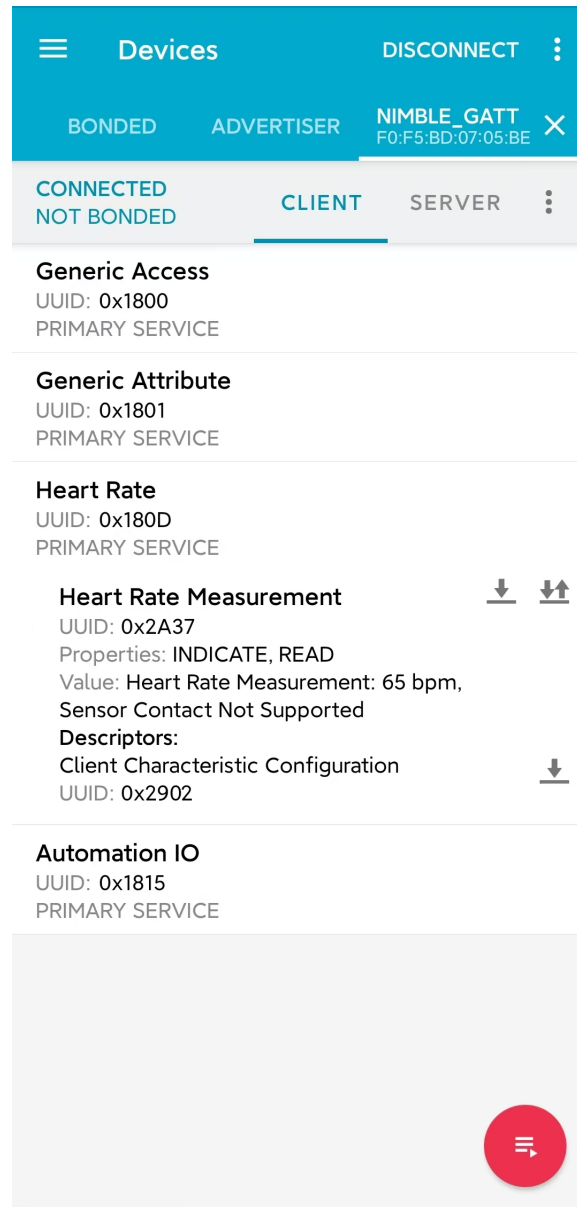 Devices
DISCONNECT
BONDED
ADVERTISER
NIMBLE_GATT
F0:F5:BD:07:05:BE
CONNECTED
NOT BONDED
CLIENT
SERVER
Generic Access
UUID: 0x1800
PRIMARY SERVICE
Generic Attribute
UUID: 0x1801
PRIMARY SERVICE
Heart Rate
UUID: 0x180D
PRIMARY SERVICE
Heart Rate Measurement
UUID: 0x2A37
Properties: INDICATE, READ
Value: Heart Rate Measurement: 65 bpm,
Sensor Contact Not Supported
Descriptors:
Client Characteristic Configuration
UUID: 0x2902
Automation IO
UUID: 0x1815
PRIMARY SERVICE